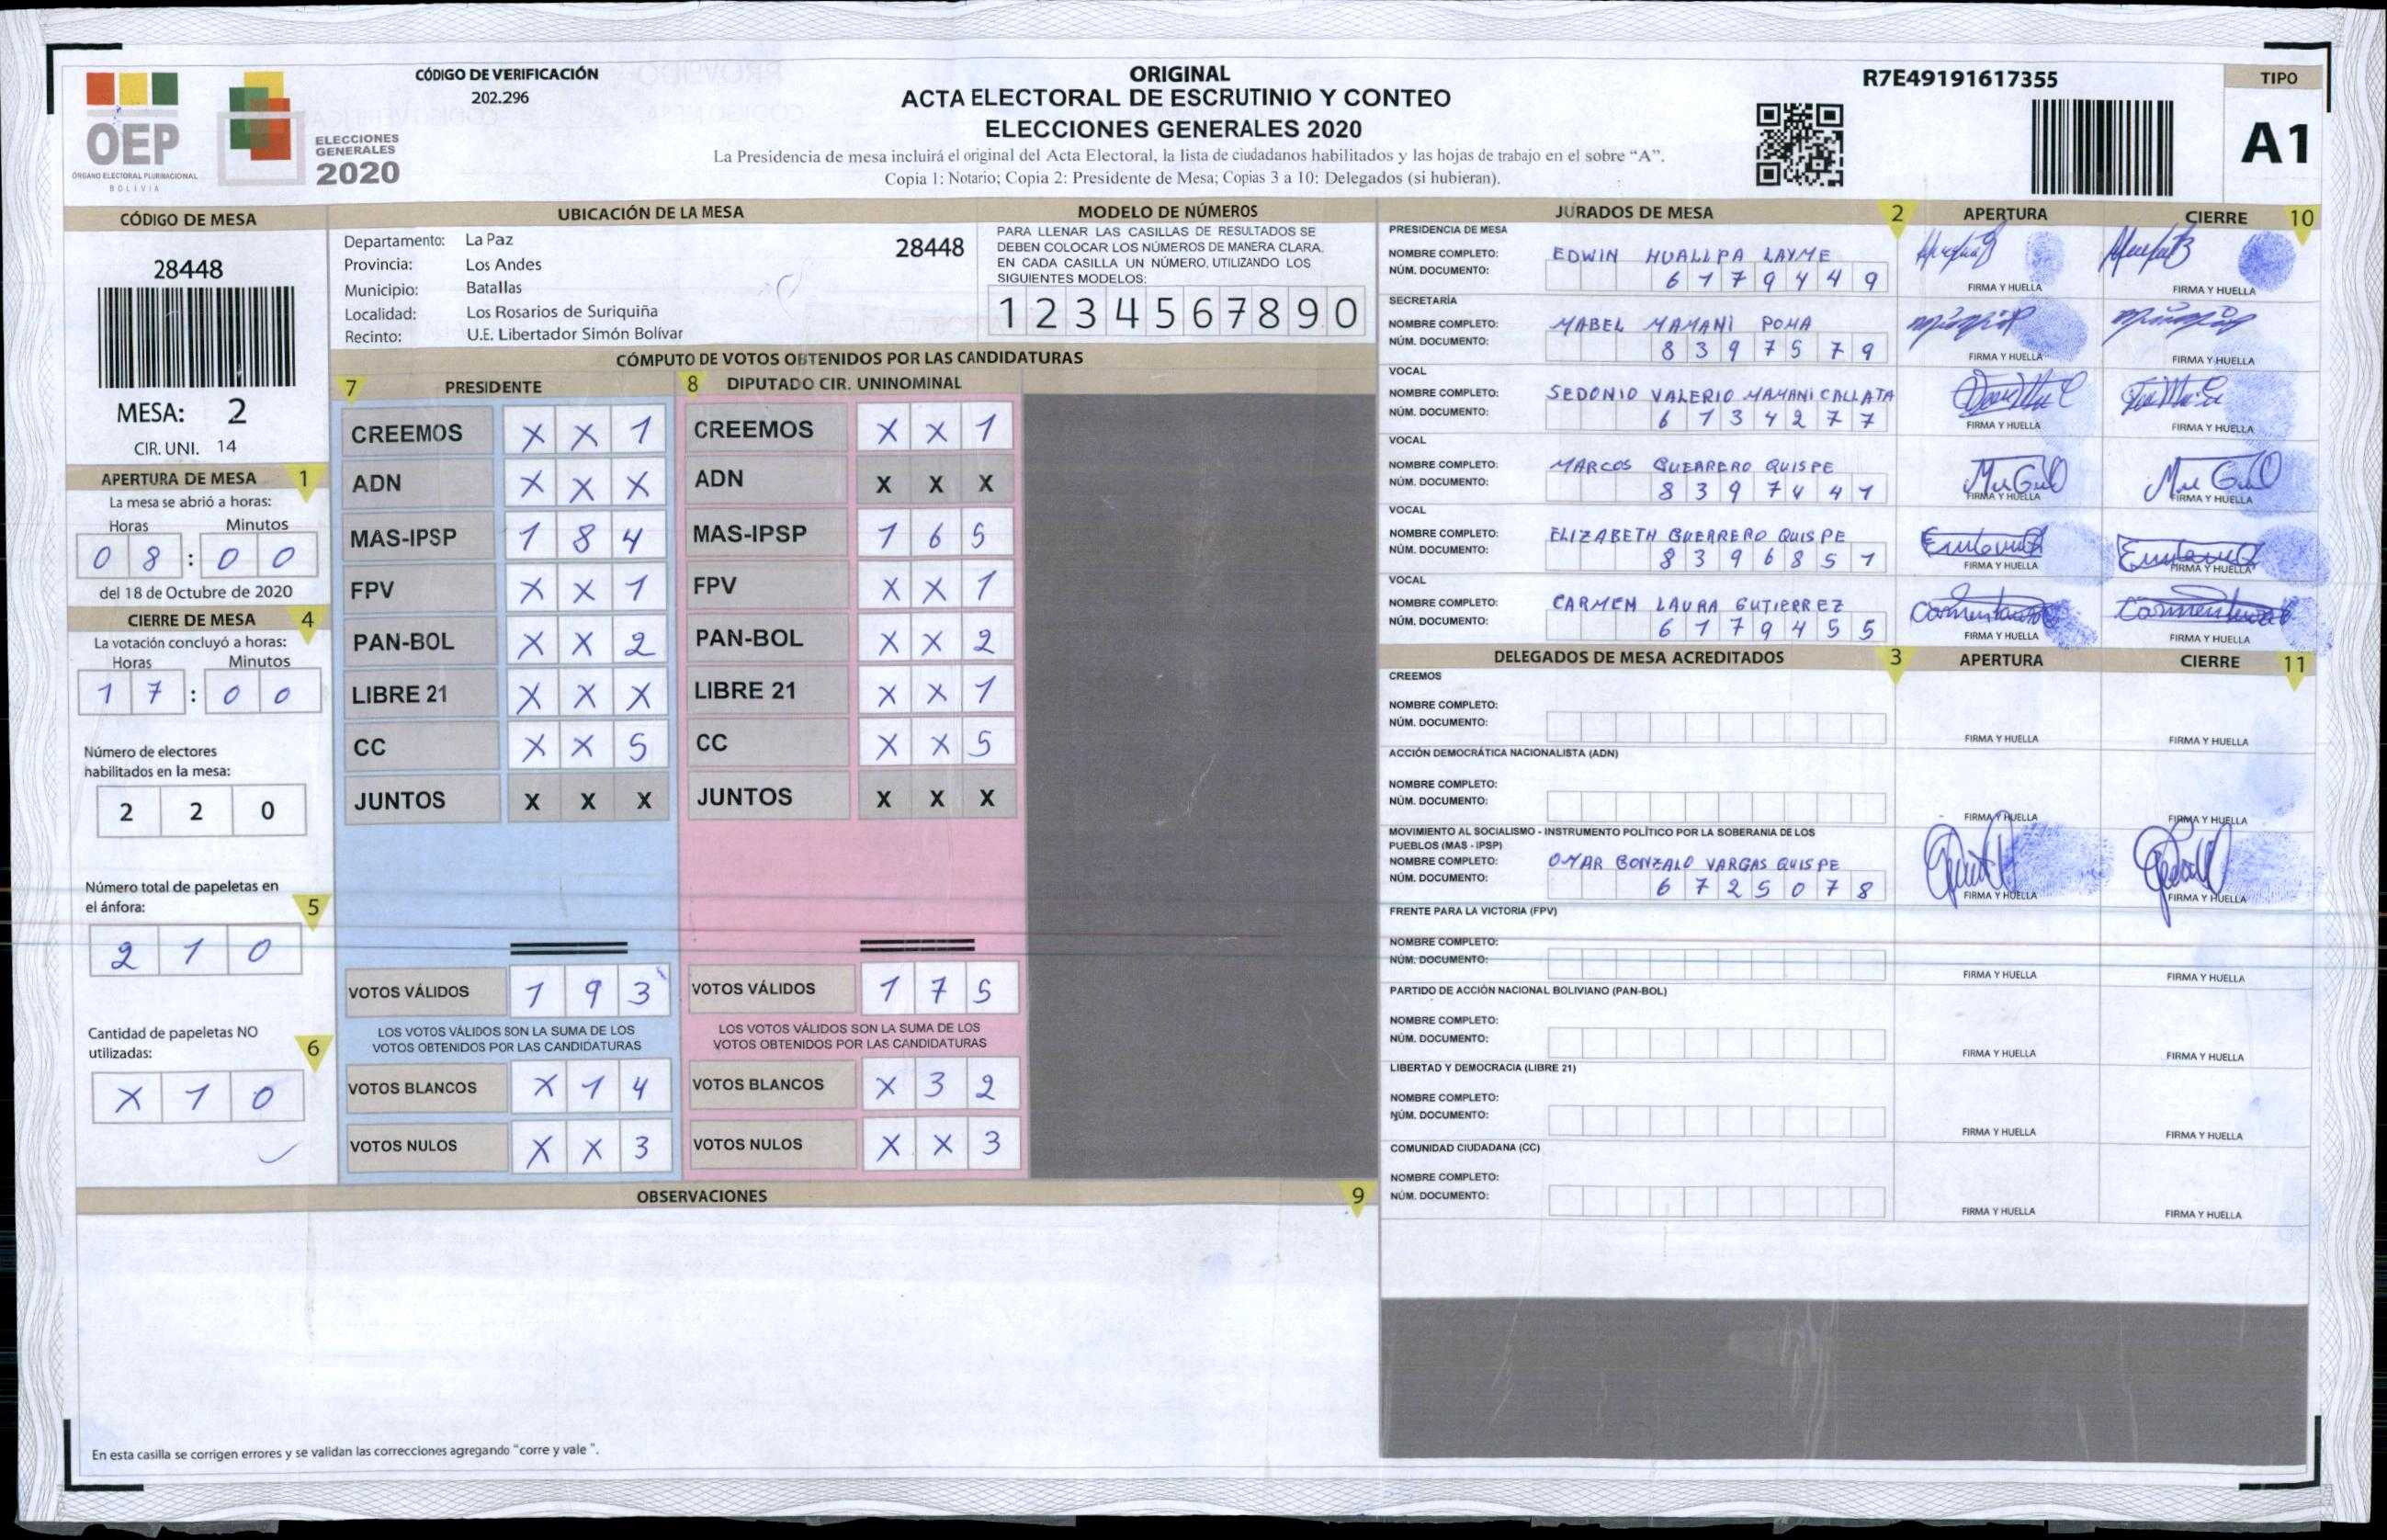 CÓDIGO DE VERIFICACIÓN
202.296
OEP
ÓRGANO ELECTORAL PLURINACIONAL
BOLIVIA
ELECCIONES
GENERALES
2020
ORIGINAL
ACTA ELECTORAL DE ESCRUTINIO Y CONTEO
ELECCIONES GENERALES 2020
La Presidencia de mesa incluirá el original del Acta Electoral, la lista de ciudadanos habilitados y las hojas de trabajo en el sobre “A”.
Copia 1: Notario; Copia 2: Presidente de Mesa; Copias 3 a 10: Delegados (si hubieran).
R7E49191617355
TIPO
A1
CÓDIGO DE MESA
28448
MESA: 2
CIR. UNI. 14
APERTURA DE MESA 1
La mesa se abrió a horas:
Horas Minutos
0 8 : 0 0
del 18 de Octubre de 2020
CIERRE DE MESA 4
La votación concluyó a horas:
Horas Minutos
1 7 : 0 0
Número de electores
habilitados en la mesa:
2 2 0
Número total de papeletas en
el ánfora: 5
2 1 0
Cantidad de papeletas NO
utilizadas: 6
X 1 0
UBICACIÓN DE LA MESA
Departamento: La Paz 28448
Provincia: Los Andes
Municipio: Batallas
Localidad: Los Rosarios de Suriquiña
Recinto: U.E. Libertador Simón Bolívar
MODELO DE NÚMEROS
PARA LLENAR LAS CASILLAS DE RESULTADOS SE
DEBEN COLOCAR LOS NÚMEROS DE MANERA CLARA.
EN CADA CASILLA UN NÚMERO, UTILIZANDO LOS
SIGUIENTES MODELOS:
1 2 3 4 5 6 7 8 9 0
CÓMPUTO DE VOTOS OBTENIDOS POR LAS CANDIDATURAS
7 PRESIDENTE 8 DIPUTADO CIR. UNINOMINAL
CREEMOS X X 1 CREEMOS X X 1
ADN X X X ADN X X X
MAS-IPSP 1 8 4 MAS-IPSP 1 6 5
FPV X X 1 FPV X X 1
PAN-BOL X X 2 PAN-BOL X X 2
LIBRE 21 X X X LIBRE 21 X X 1
CC X X 5 CC X X 5
JUNTOS X X X JUNTOS X X X
VOTOS VÁLIDOS 1 9 3 VOTOS VÁLIDOS 1 7 5
LOS VOTOS VÁLIDOS SON LA SUMA DE LOS LOS VOTOS VÁLIDOS SON LA SUMA DE LOS
VOTOS OBTENIDOS POR LAS CANDIDATURAS VOTOS OBTENIDOS POR LAS CANDIDATURAS
VOTOS BLANCOS X 1 4 VOTOS BLANCOS X 3 2
VOTOS NULOS X X 3 VOTOS NULOS X X 3
OBSERVACIONES 9
En esta casilla se corrigen errores y se validan las correcciones agregando "corre y vale ".
JURADOS DE MESA 2 APERTURA CIERRE 10
PRESIDENCIA DE MESA
NOMBRE COMPLETO: EDWIN HUALLPA LAYME
NÚM. DOCUMENTO: 6 1 7 9 4 4 9
FIRMA Y HUELLA FIRMA Y HUELLA
SECRETARÍA
NOMBRE COMPLETO: MABEL MAMANI POMA
NÚM. DOCUMENTO: 8 3 9 7 5 7 9
FIRMA Y HUELLA FIRMA Y HUELLA
VOCAL
NOMBRE COMPLETO: SEDONIO VALERIO MAMANI CALLATA
NÚM. DOCUMENTO: 6 1 3 4 2 7 7
FIRMA Y HUELLA FIRMA Y HUELLA
VOCAL
NOMBRE COMPLETO: MARCOS GUERRERO QUISPE
NÚM. DOCUMENTO: 8 3 9 7 4 4 1
FIRMA Y HUELLA FIRMA Y HUELLA
VOCAL
NOMBRE COMPLETO: ELIZABETH GUERRERO QUISPE
NÚM. DOCUMENTO: 8 3 9 6 8 5 1
FIRMA Y HUELLA FIRMA Y HUELLA
VOCAL
NOMBRE COMPLETO: CARMEN LAURA GUTIERREZ
NÚM. DOCUMENTO: 6 1 7 9 4 5 5
FIRMA Y HUELLA FIRMA Y HUELLA
DELEGADOS DE MESA ACREDITADOS 3 APERTURA CIERRE 11
CREEMOS
NOMBRE COMPLETO:
NÚM. DOCUMENTO:
FIRMA Y HUELLA FIRMA Y HUELLA
ACCIÓN DEMOCRÁTICA NACIONALISTA (ADN)
NOMBRE COMPLETO:
NÚM. DOCUMENTO:
FIRMA Y HUELLA FIRMA Y HUELLA
MOVIMIENTO AL SOCIALISMO - INSTRUMENTO POLÍTICO POR LA SOBERANIA DE LOS
PUEBLOS (MAS - IPSP)
NOMBRE COMPLETO: OMAR GONZALO VARGAS QUISPE
NÚM. DOCUMENTO: 6 7 2 5 0 7 8
FIRMA Y HUELLA FIRMA Y HUELLA
FRENTE PARA LA VICTORIA (FPV)
NOMBRE COMPLETO:
NÚM. DOCUMENTO:
FIRMA Y HUELLA FIRMA Y HUELLA
PARTIDO DE ACCIÓN NACIONAL BOLIVIANO (PAN-BOL)
NOMBRE COMPLETO:
NÚM. DOCUMENTO:
FIRMA Y HUELLA FIRMA Y HUELLA
LIBERTAD Y DEMOCRACIA (LIBRE 21)
NOMBRE COMPLETO:
NÚM. DOCUMENTO:
FIRMA Y HUELLA FIRMA Y HUELLA
COMUNIDAD CIUDADANA (CC)
NOMBRE COMPLETO:
NÚM. DOCUMENTO:
FIRMA Y HUELLA FIRMA Y HUELLA